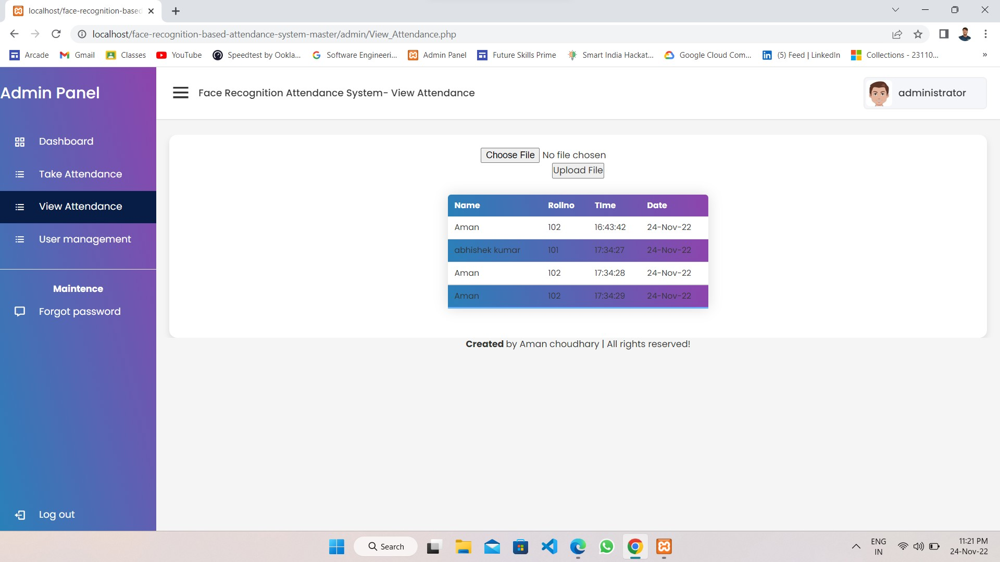 localhost/face-recognition-based
localhost/face-recognition-based-attendance-system-master/admin/View_Attendance.php
Arcade Gmail Classes YouTube Speedtest by Ookla... Software Engineeri... Admin Panel Future Skills Prime Smart India Hackat... Google Cloud Com... (5) Feed | LinkedIn Collections - 23110... »
Admin Panel
Face Recognition Attendance System- View Attendance
administrator
Dashboard
Take Attendance
View Attendance
User management
Maintence
Forgot password
Log out
Choose File No file chosen
Upload File
Name Rollno TIme Date
Aman 102 16:43:42 24-Nov-22
abhishek kumar 101 17:34:27 24-Nov-22
Aman 102 17:34:28 24-Nov-22
Aman 102 17:34:29 24-Nov-22
Created by Aman choudhary | All rights reserved!
Search
ENG
IN
11:21 PM
24-Nov-22